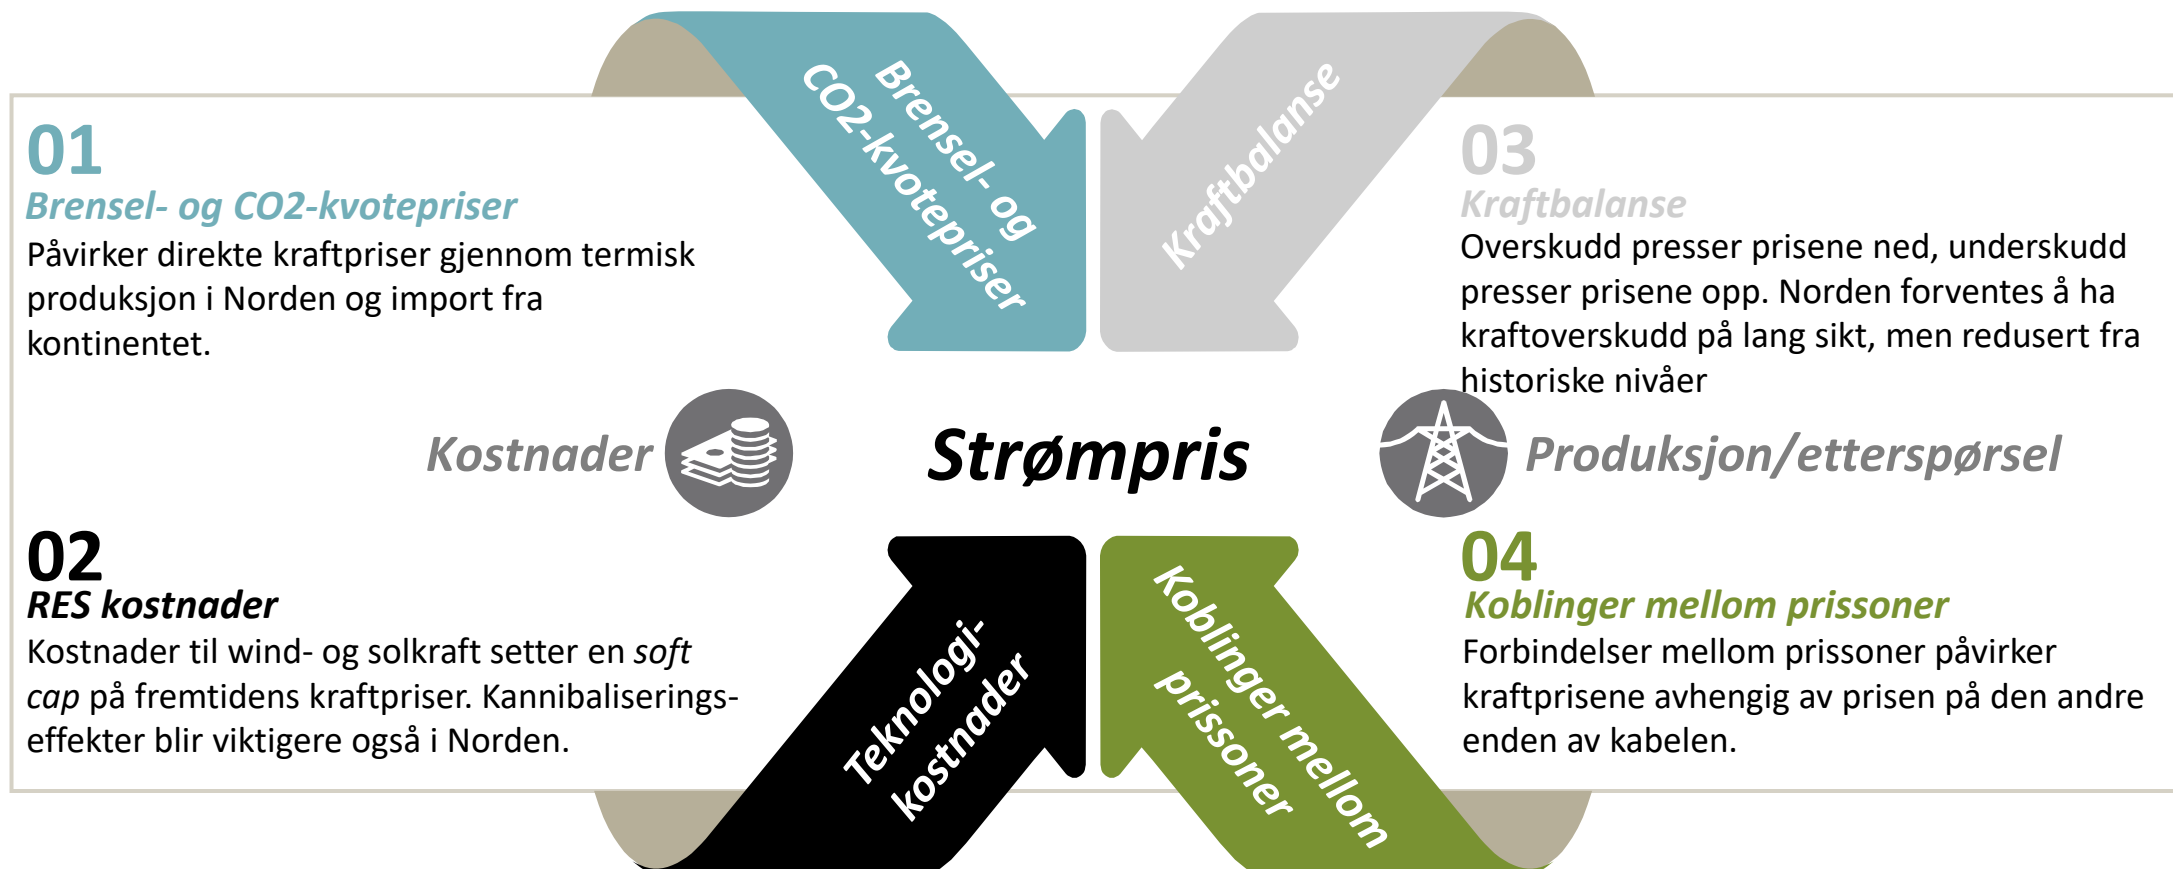 Brensel- og
CO2-kvotepriser
Kraftbalanse
01
Brensel- og CO2-kvotepriser
Påvirker direkte kraftpriser gjennom termisk
produksjon i Norden og import fra
kontinentet.
03
Kraftbalanse
Overskudd presser prisene ned, underskudd
presser prisene opp. Norden forventes å ha
kraftoverskudd på lang sikt, men redusert fra
historiske nivåer
Kostnader
Strømpris
Produksjon/etterspørsel
02
RES kostnader
Kostnader til wind- og solkraft setter en soft
cap på fremtidens kraftpriser. Kannibaliserings-
effekter blir viktigere også i Norden.
04
Koblinger mellom prissoner
Forbindelser mellom prissoner påvirker
kraftprisene avhengig av prisen på den andre
enden av kabelen.
Teknologi-
kostnader
Koblinger mellom
prissoner